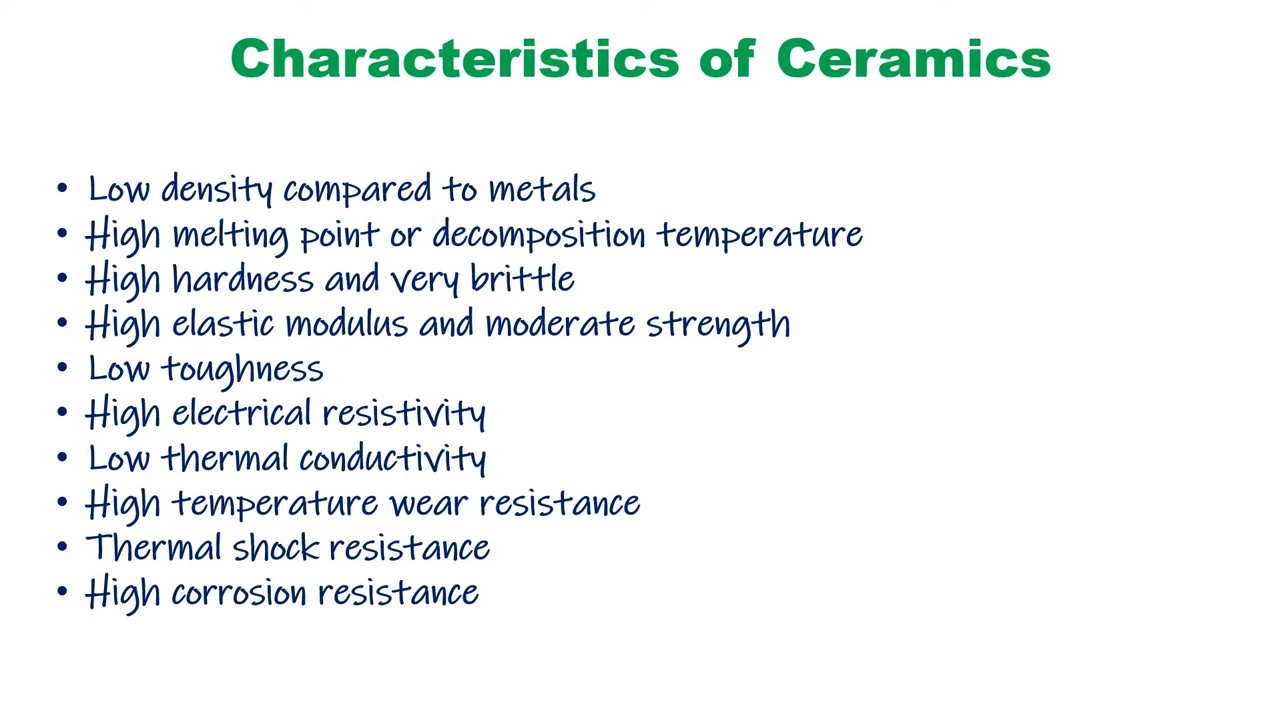 Characteristics of Ceramics
• Low density compared to metals
• High melting point or decomposition temperature
• High hardness and very brittle
• High elastic modulus and moderate strength
• Low toughness
• High electrical resistivity
• Low thermal conductivity
• High temperature wear resistance
• Thermal shock resistance
• High corrosion resistance